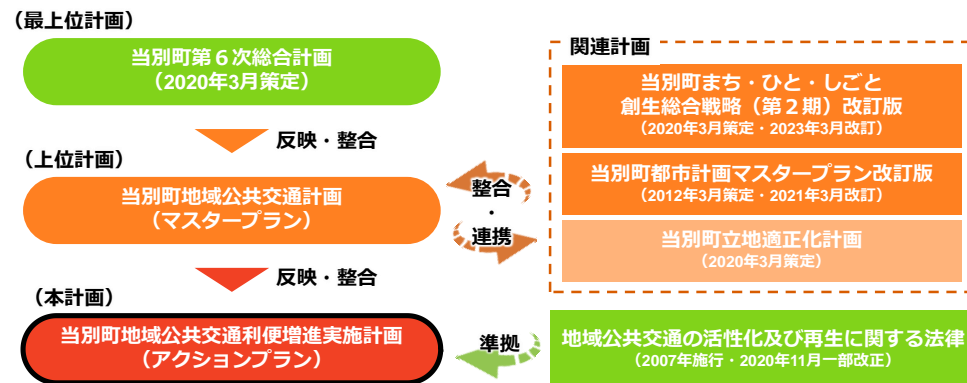 （最上位計画）
当別町第６次総合計画
（2020年3月策定）
反映・整合
（上位計画）
当別町地域公共交通計画
（マスタープラン）
反映・整合
（本計画）
当別町地域公共交通利便増進実施計画
（アクションプラン）
整合
・
連携
準拠
関連計画
当別町まち・ひと・しごと
創生総合戦略（第２期）改訂版
（2020年3月策定・2023年3月改訂）
当別町都市計画マスタープラン改訂版
（2012年3月策定・2021年3月改訂）
当別町立地適正化計画
（2020年3月策定）
地域公共交通の活性化及び再生に関する法律
（2007年施行・2020年11月一部改正）